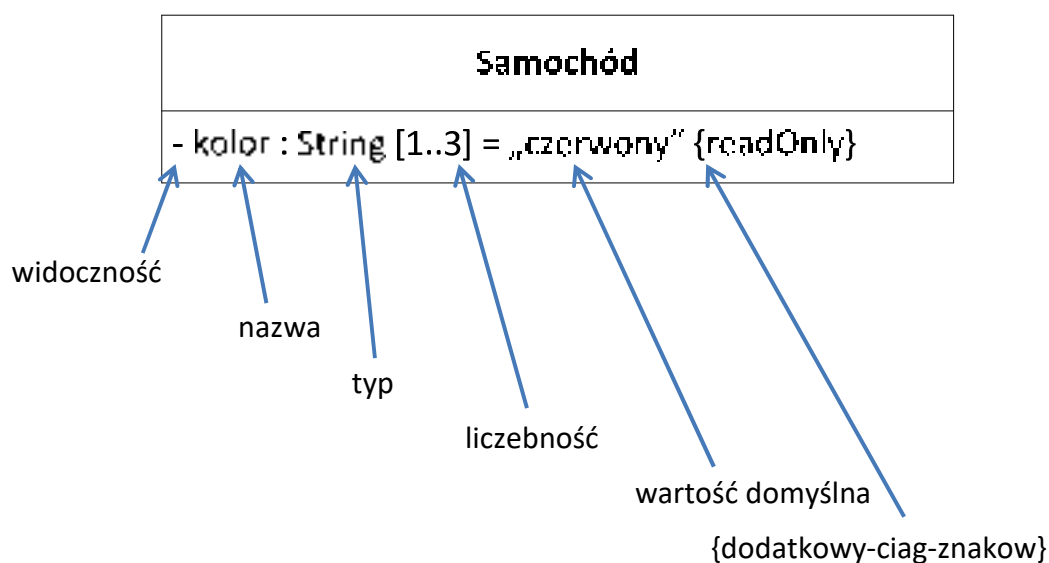 Samochód
- kolor : String [1..3] = „czerwony” {readOnly}
widoczność
nazwa
typ
liczebność
wartość domyślna
{dodatkowy-ciag-znakow}